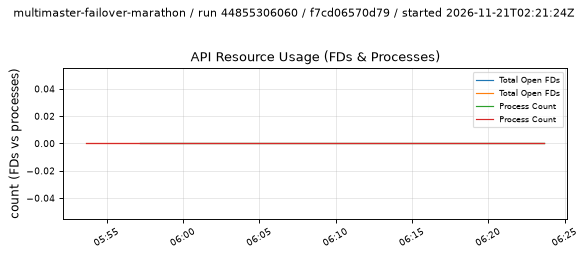 multimaster-failover-marathon / run 44855306060 / f7cd06570d79 / started 2026-11-21T02:21:24Z
API Resource Usage (FDs & Processes)
count (FDs vs processes)
0.04
0.02
0.00
−0.02
−0.04
Total Open FDs
Total Open FDs
Process Count
Process Count
05:55
06:00
06:05
06:10
06:15
06:20
06:25